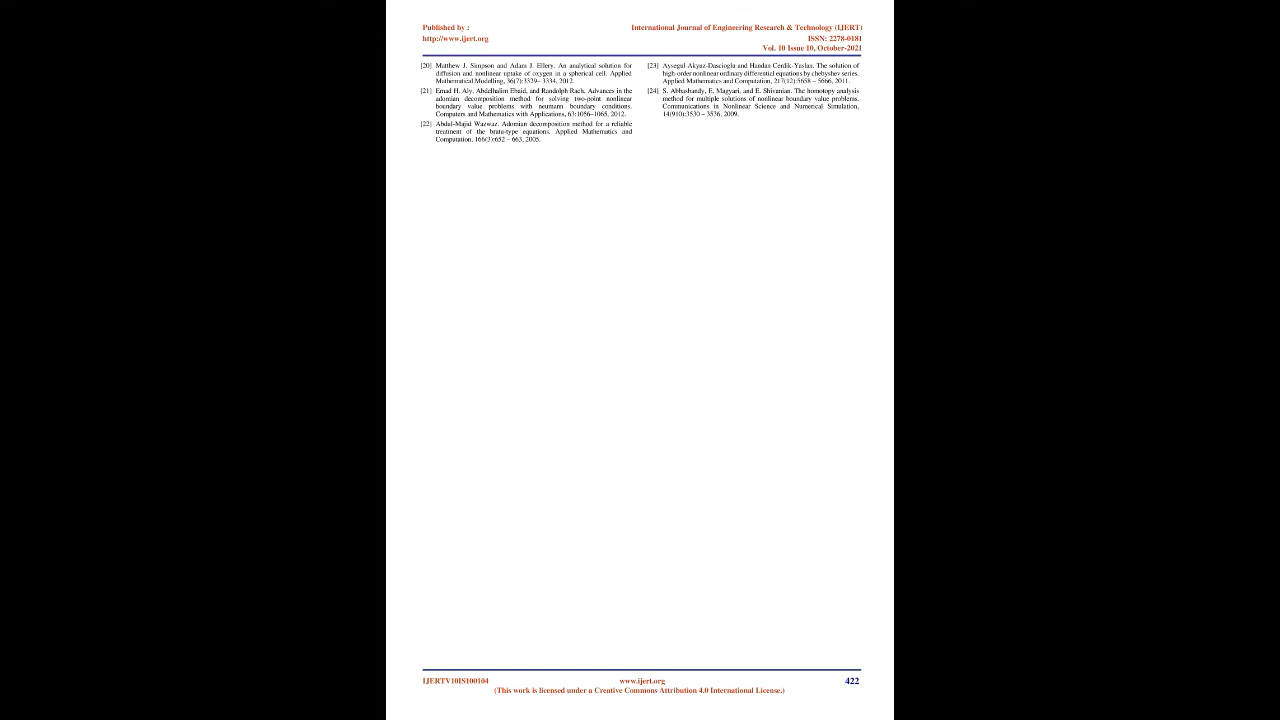 Published by :
http://www.ijert.org
International Journal of Engineering Research & Technology (IJERT)
ISSN: 2278-0181
Vol. 10 Issue 10, October-2021
[20] Matthew J. Simpson and Adam J. Ellery. An analytical solution for
diffusion and nonlinear uptake of oxygen in a spherical cell. Applied
Mathematical Modelling, 36(7):3329– 3334, 2012.
[21] Emad H. Aly, Abdelhalim Ebaid, and Randolph Rach. Advances in the
adomian decomposition method for solving two-point nonlinear
boundary value problems with neumann boundary conditions.
Computers and Mathematics with Applications, 63:1056–1065, 2012.
[22] Abdul-Majid Wazwaz. Adomian decomposition method for a reliable
treatment of the bratu-type equations. Applied Mathematics and
Computation, 166(3):652 – 663, 2005.
[23] Aysegul Akyuz-Dascioglu and Handan Cerdik-Yaslan. The solution of
high-order nonlinear ordinary differential equations by chebyshev series.
Applied Mathematics and Computation, 217(12):5658 – 5666, 2011.
[24] S. Abbasbandy, E. Magyari, and E. Shivanian. The homotopy analysis
method for multiple solutions of nonlinear boundary value problems.
Communications in Nonlinear Science and Numerical Simulation,
14(910):3530 – 3536, 2009.
IJERTV10IS100104
www.ijert.org
422
(This work is licensed under a Creative Commons Attribution 4.0 International License.)